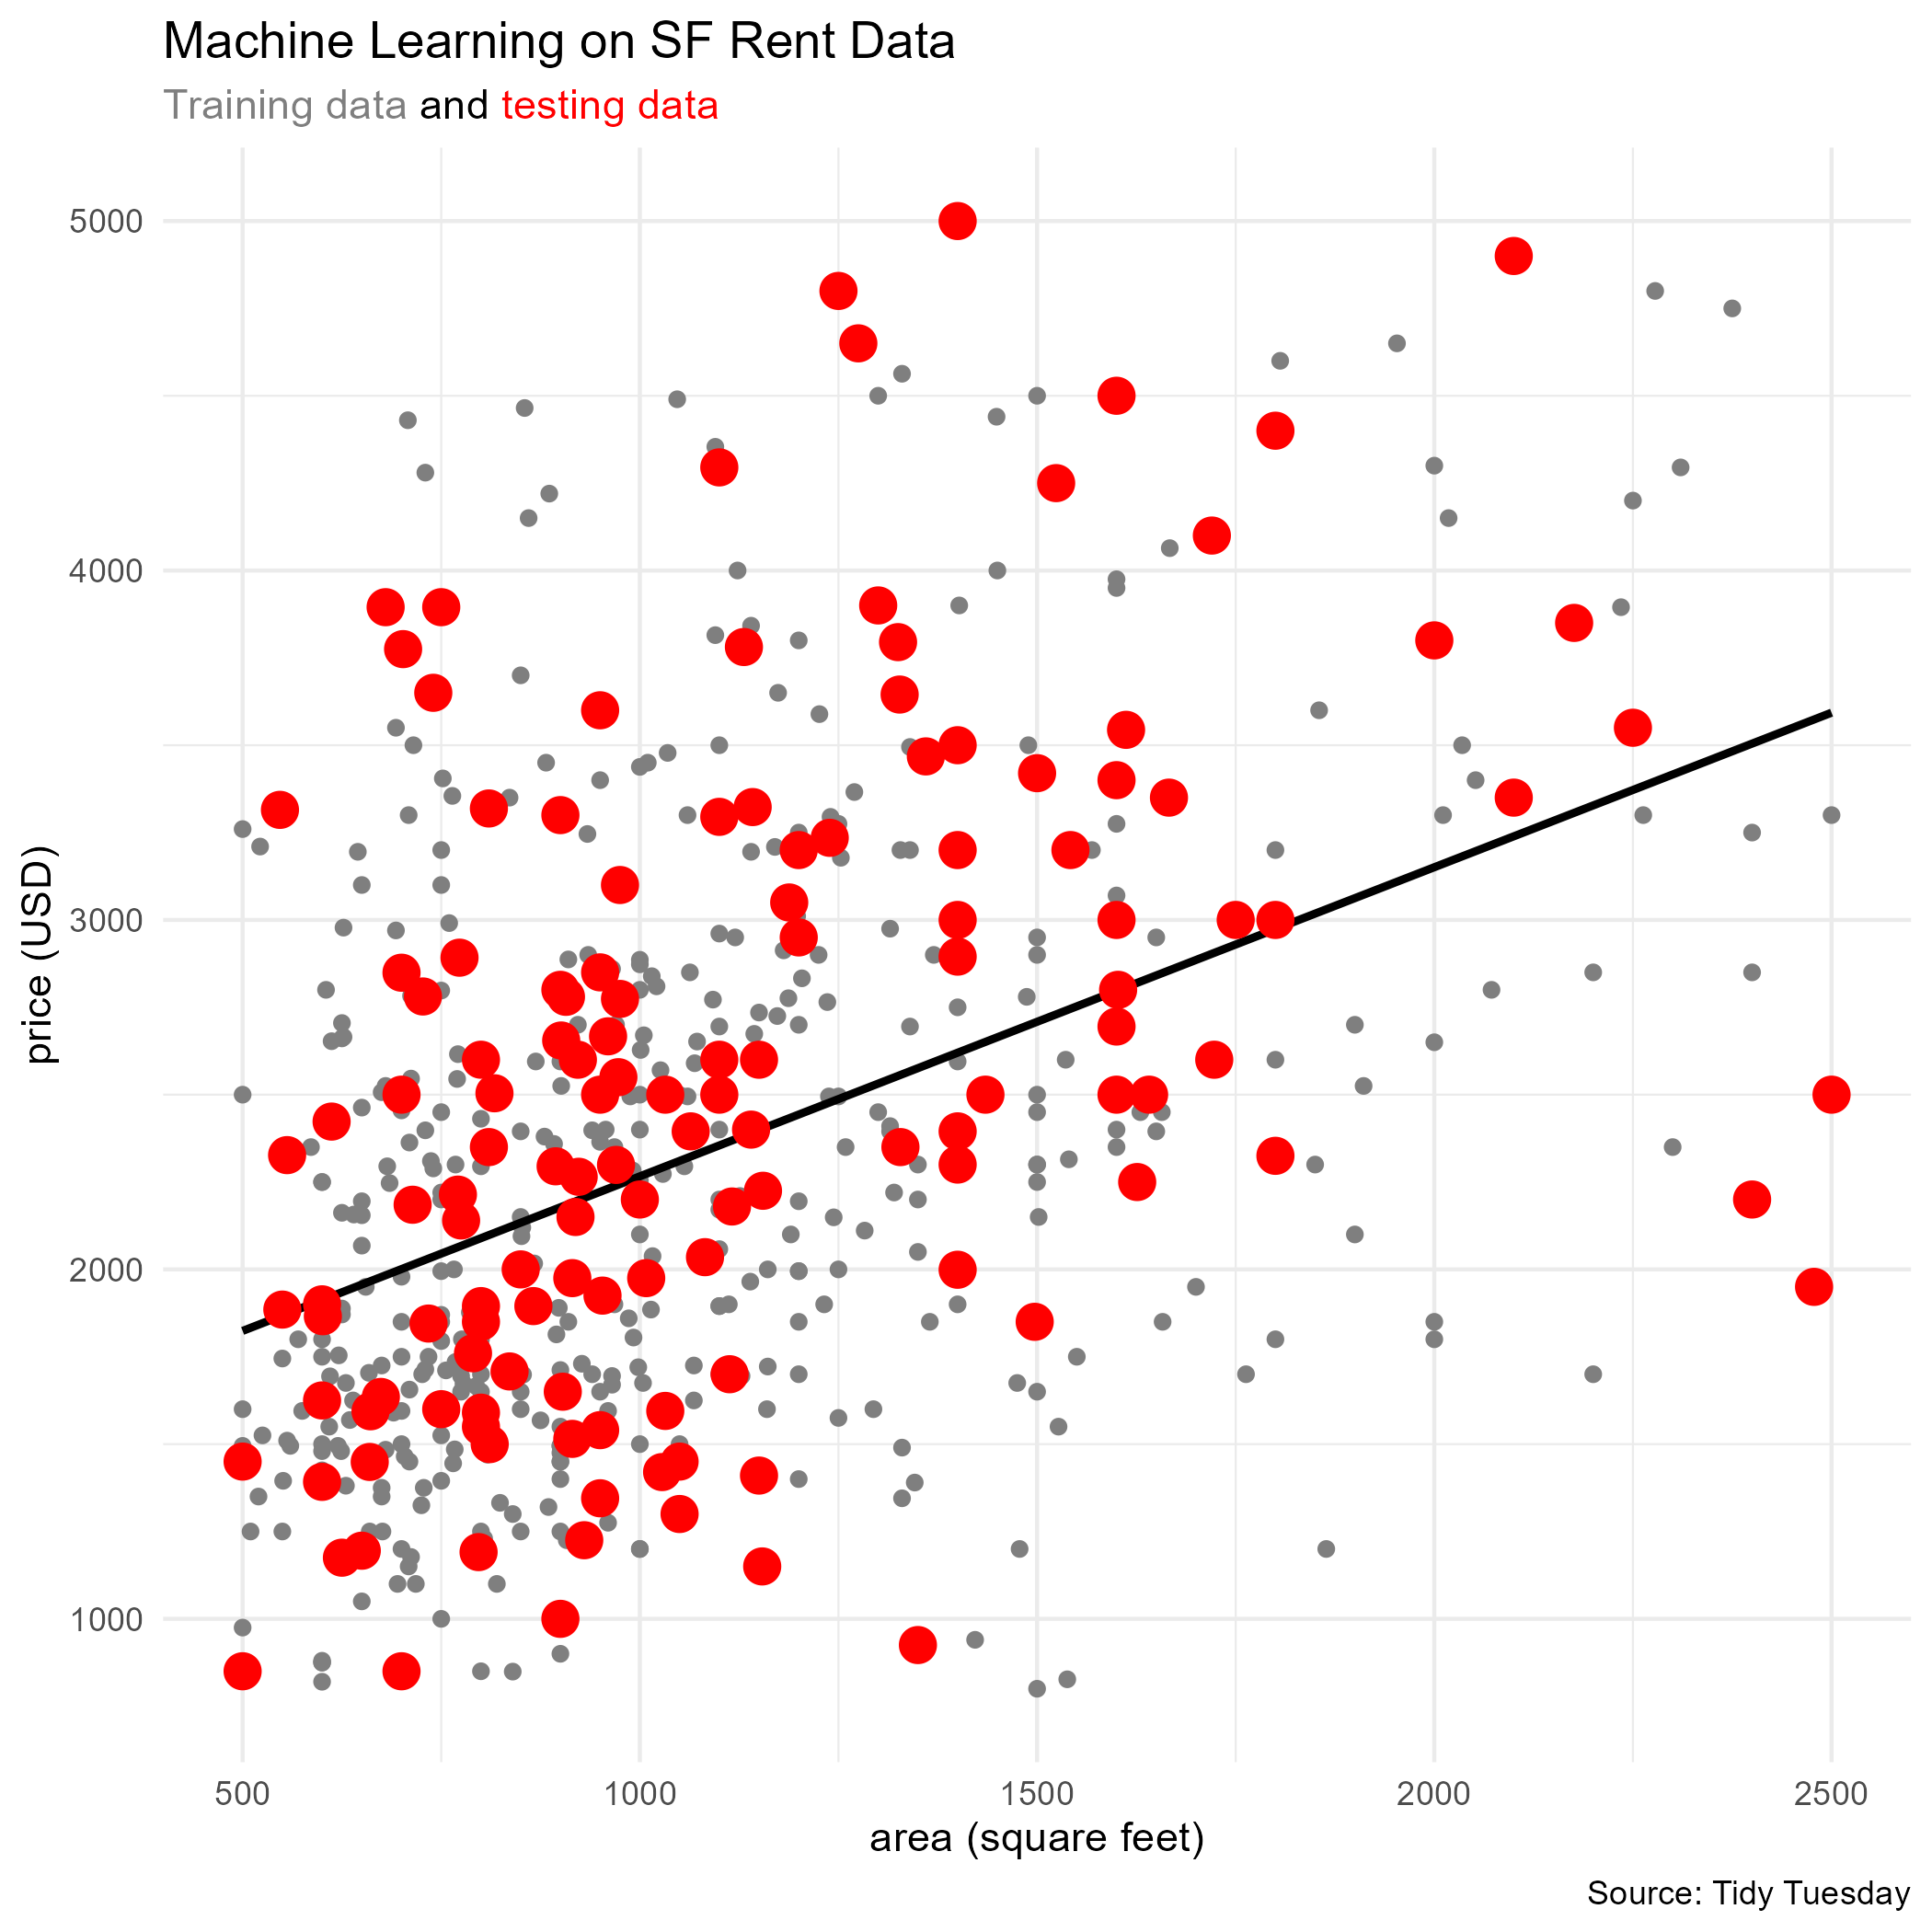 Machine Learning on SF Rent Data
Training data and testing data
5000
4000
3000
2000
1000
price (USD)
500 1000 1500 2000 2500
area (square feet)
Source: Tidy Tuesday